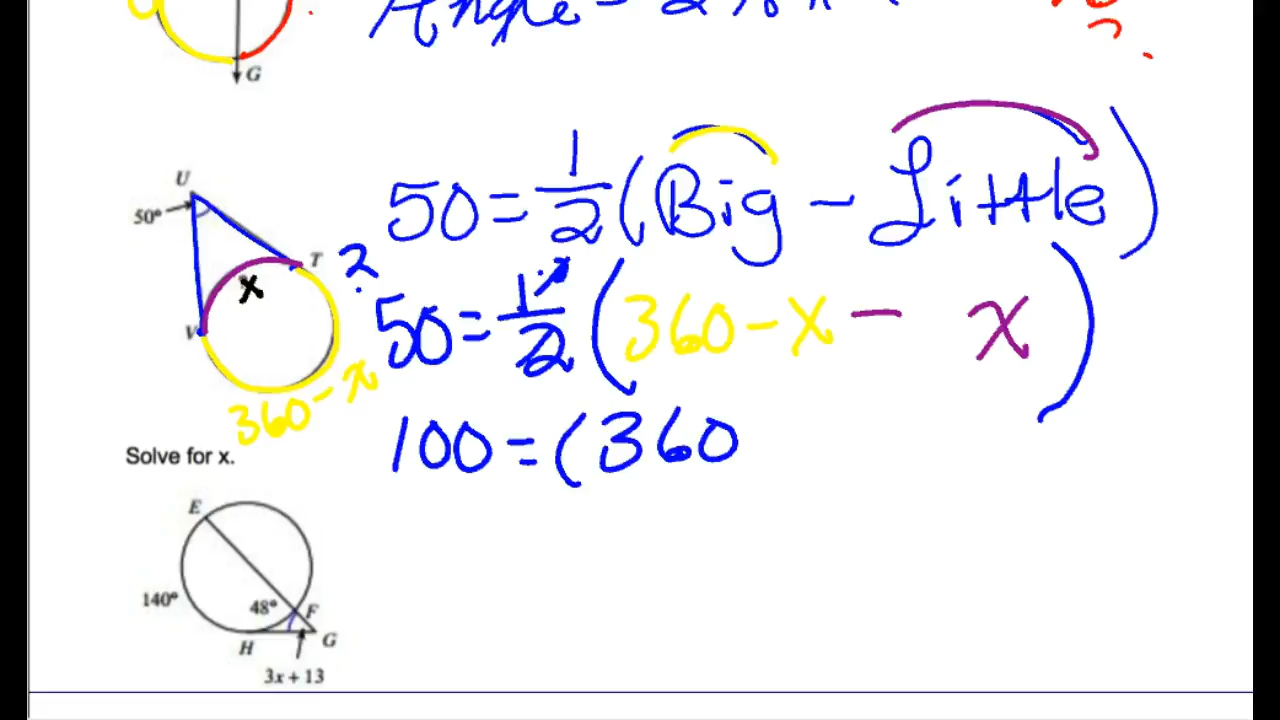 Angle =
G
U
50°
T
?
V
X
360 - x
50 = 1/2 (Big - Little)
50 = 1/2 (360 - x - x)
100 = (360
Solve for x.
E
140°
48°
F
G
H
3x + 13